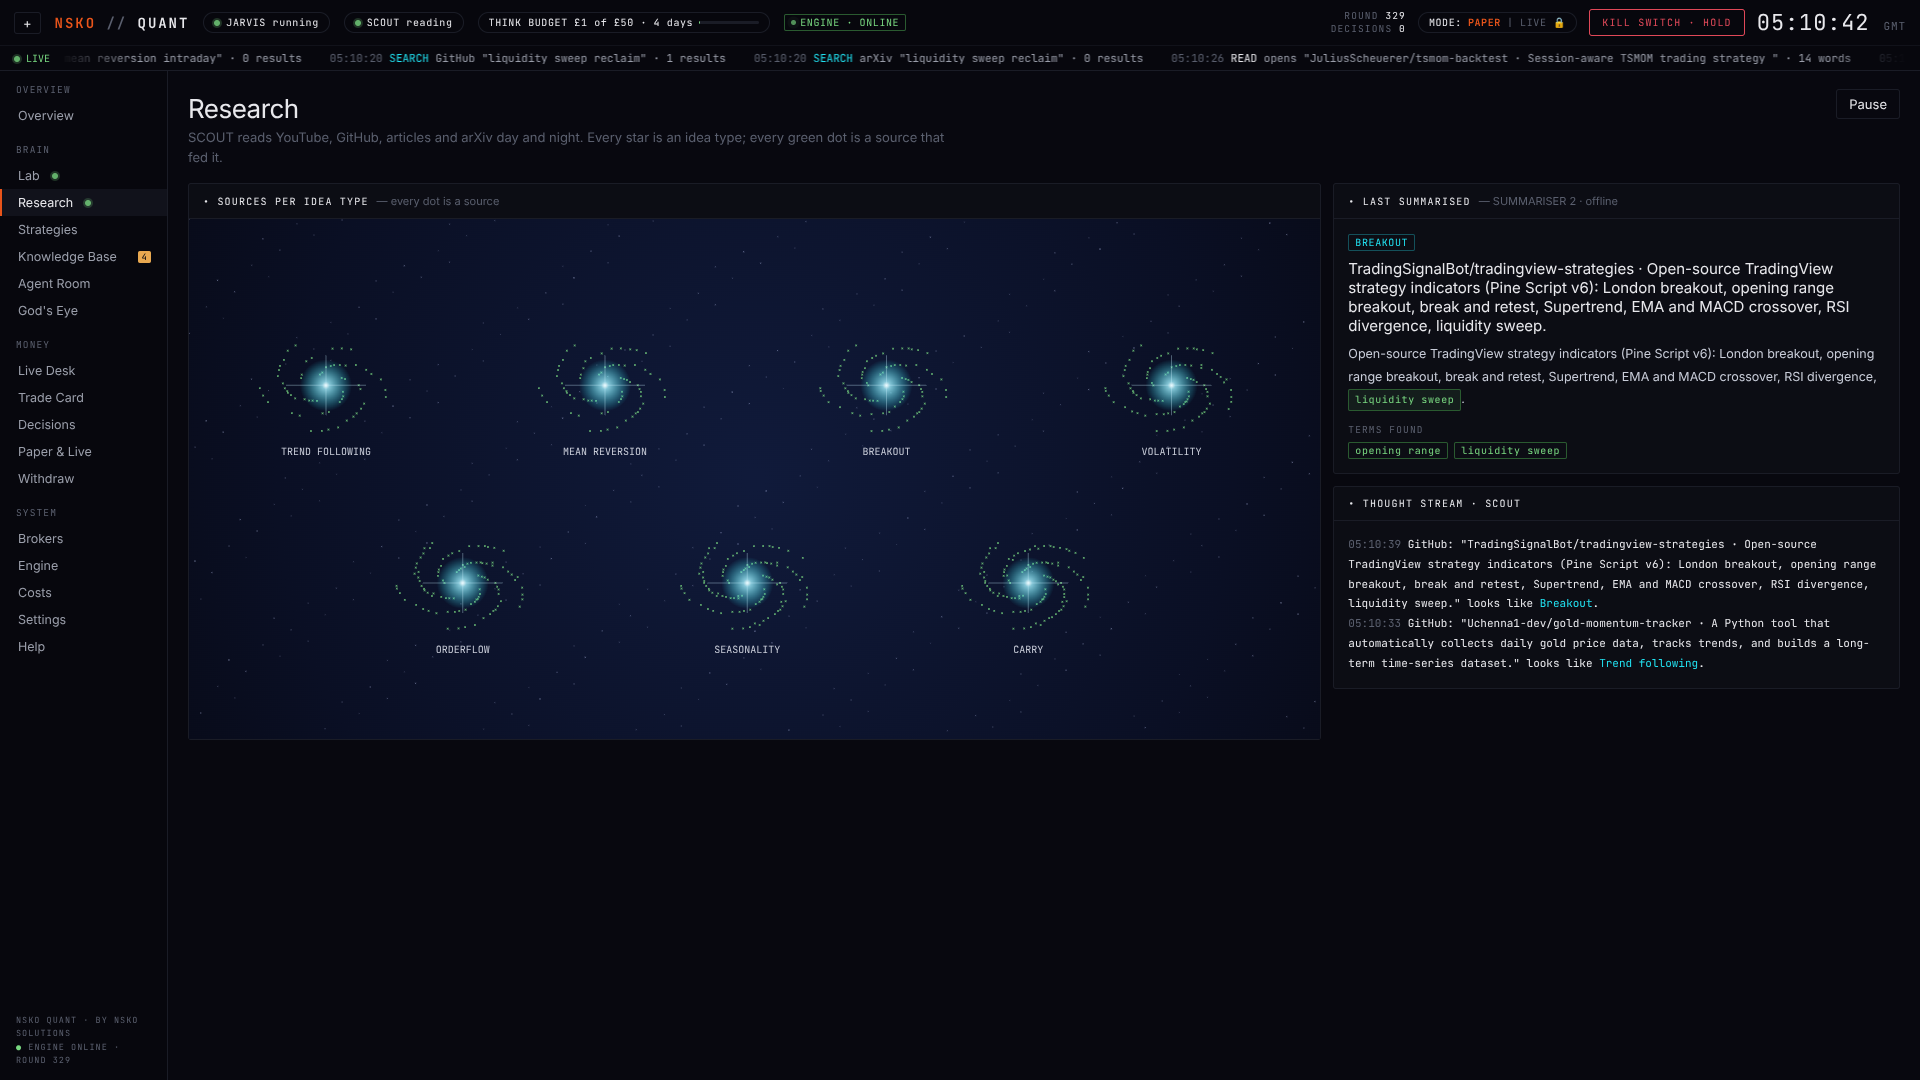 + NSKO // QUANT JARVIS running SCOUT reading THINK BUDGET £1 of £50 · 4 days ENGINE · ONLINE
ROUND 329
DECISIONS 0
MODE: PAPER | LIVE 🔒 KILL SWITCH · HOLD 05:10:42 GMT
LIVE mean reversion intraday" · 0 results 05:10:20 SEARCH GitHub "liquidity sweep reclaim" · 1 results 05:10:20 SEARCH arXiv "liquidity sweep reclaim" · 0 results 05:10:26 READ opens "JuliusScheuerer/tsmom-backtest · Session-aware TSMOM trading strategy " · 14 words 05:
OVERVIEW
Overview
BRAIN
Lab
Research
Strategies
Knowledge Base 4
Agent Room
God's Eye
MONEY
Live Desk
Trade Card
Decisions
Paper & Live
Withdraw
SYSTEM
Brokers
Engine
Costs
Settings
Help
NSKO QUANT · BY NSKO
SOLUTIONS
ENGINE ONLINE ·
ROUND 329
Research
SCOUT reads YouTube, GitHub, articles and arXiv day and night. Every star is an idea type; every green dot is a source that
fed it.
Pause
• SOURCES PER IDEA TYPE — every dot is a source
TREND FOLLOWING
MEAN REVERSION
BREAKOUT
VOLATILITY
ORDERFLOW
SEASONALITY
CARRY
• LAST SUMMARISED — SUMMARISER 2 · offline
BREAKOUT
TradingSignalBot/tradingview-strategies · Open-source TradingView
strategy indicators (Pine Script v6): London breakout, opening range
breakout, break and retest, Supertrend, EMA and MACD crossover, RSI
divergence, liquidity sweep.
Open-source TradingView strategy indicators (Pine Script v6): London breakout, opening
range breakout, break and retest, Supertrend, EMA and MACD crossover, RSI divergence,
liquidity sweep.
TERMS FOUND
opening range liquidity sweep
• THOUGHT STREAM · SCOUT
05:10:39 GitHub: "TradingSignalBot/tradingview-strategies · Open-source
TradingView strategy indicators (Pine Script v6): London breakout, opening range
breakout, break and retest, Supertrend, EMA and MACD crossover, RSI divergence,
liquidity sweep." looks like Breakout.
05:10:33 GitHub: "Uchenna1-dev/gold-momentum-tracker · A Python tool that
automatically collects daily gold price data, tracks trends, and builds a long-
term time-series dataset." looks like Trend following.